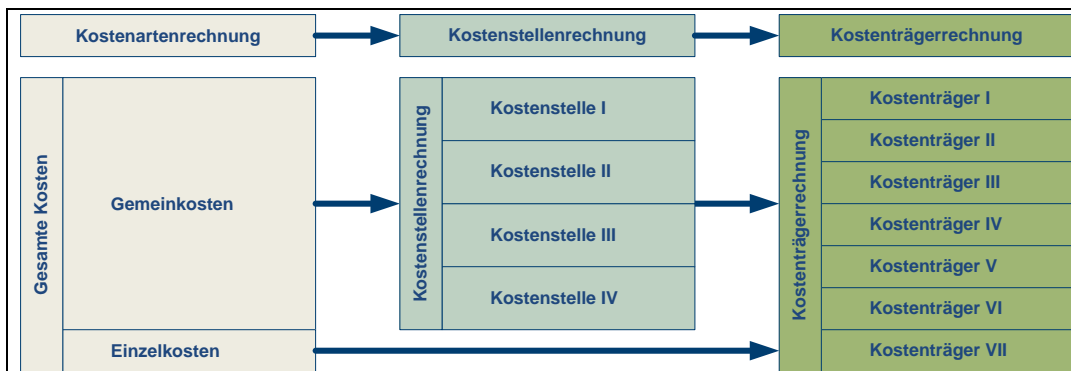 Kostenartenrechnung
Kostenstellenrechnung
Kostenträgerrechnung
Gesamte Kosten
Gemeinkosten
Einzelkosten
Kostenstellenrechnung
Kostenstelle I
Kostenstelle II
Kostenstelle III
Kostenstelle IV
Kostenträgerrechnung
Kostenträger I
Kostenträger II
Kostenträger III
Kostenträger IV
Kostenträger V
Kostenträger VI
Kostenträger VII